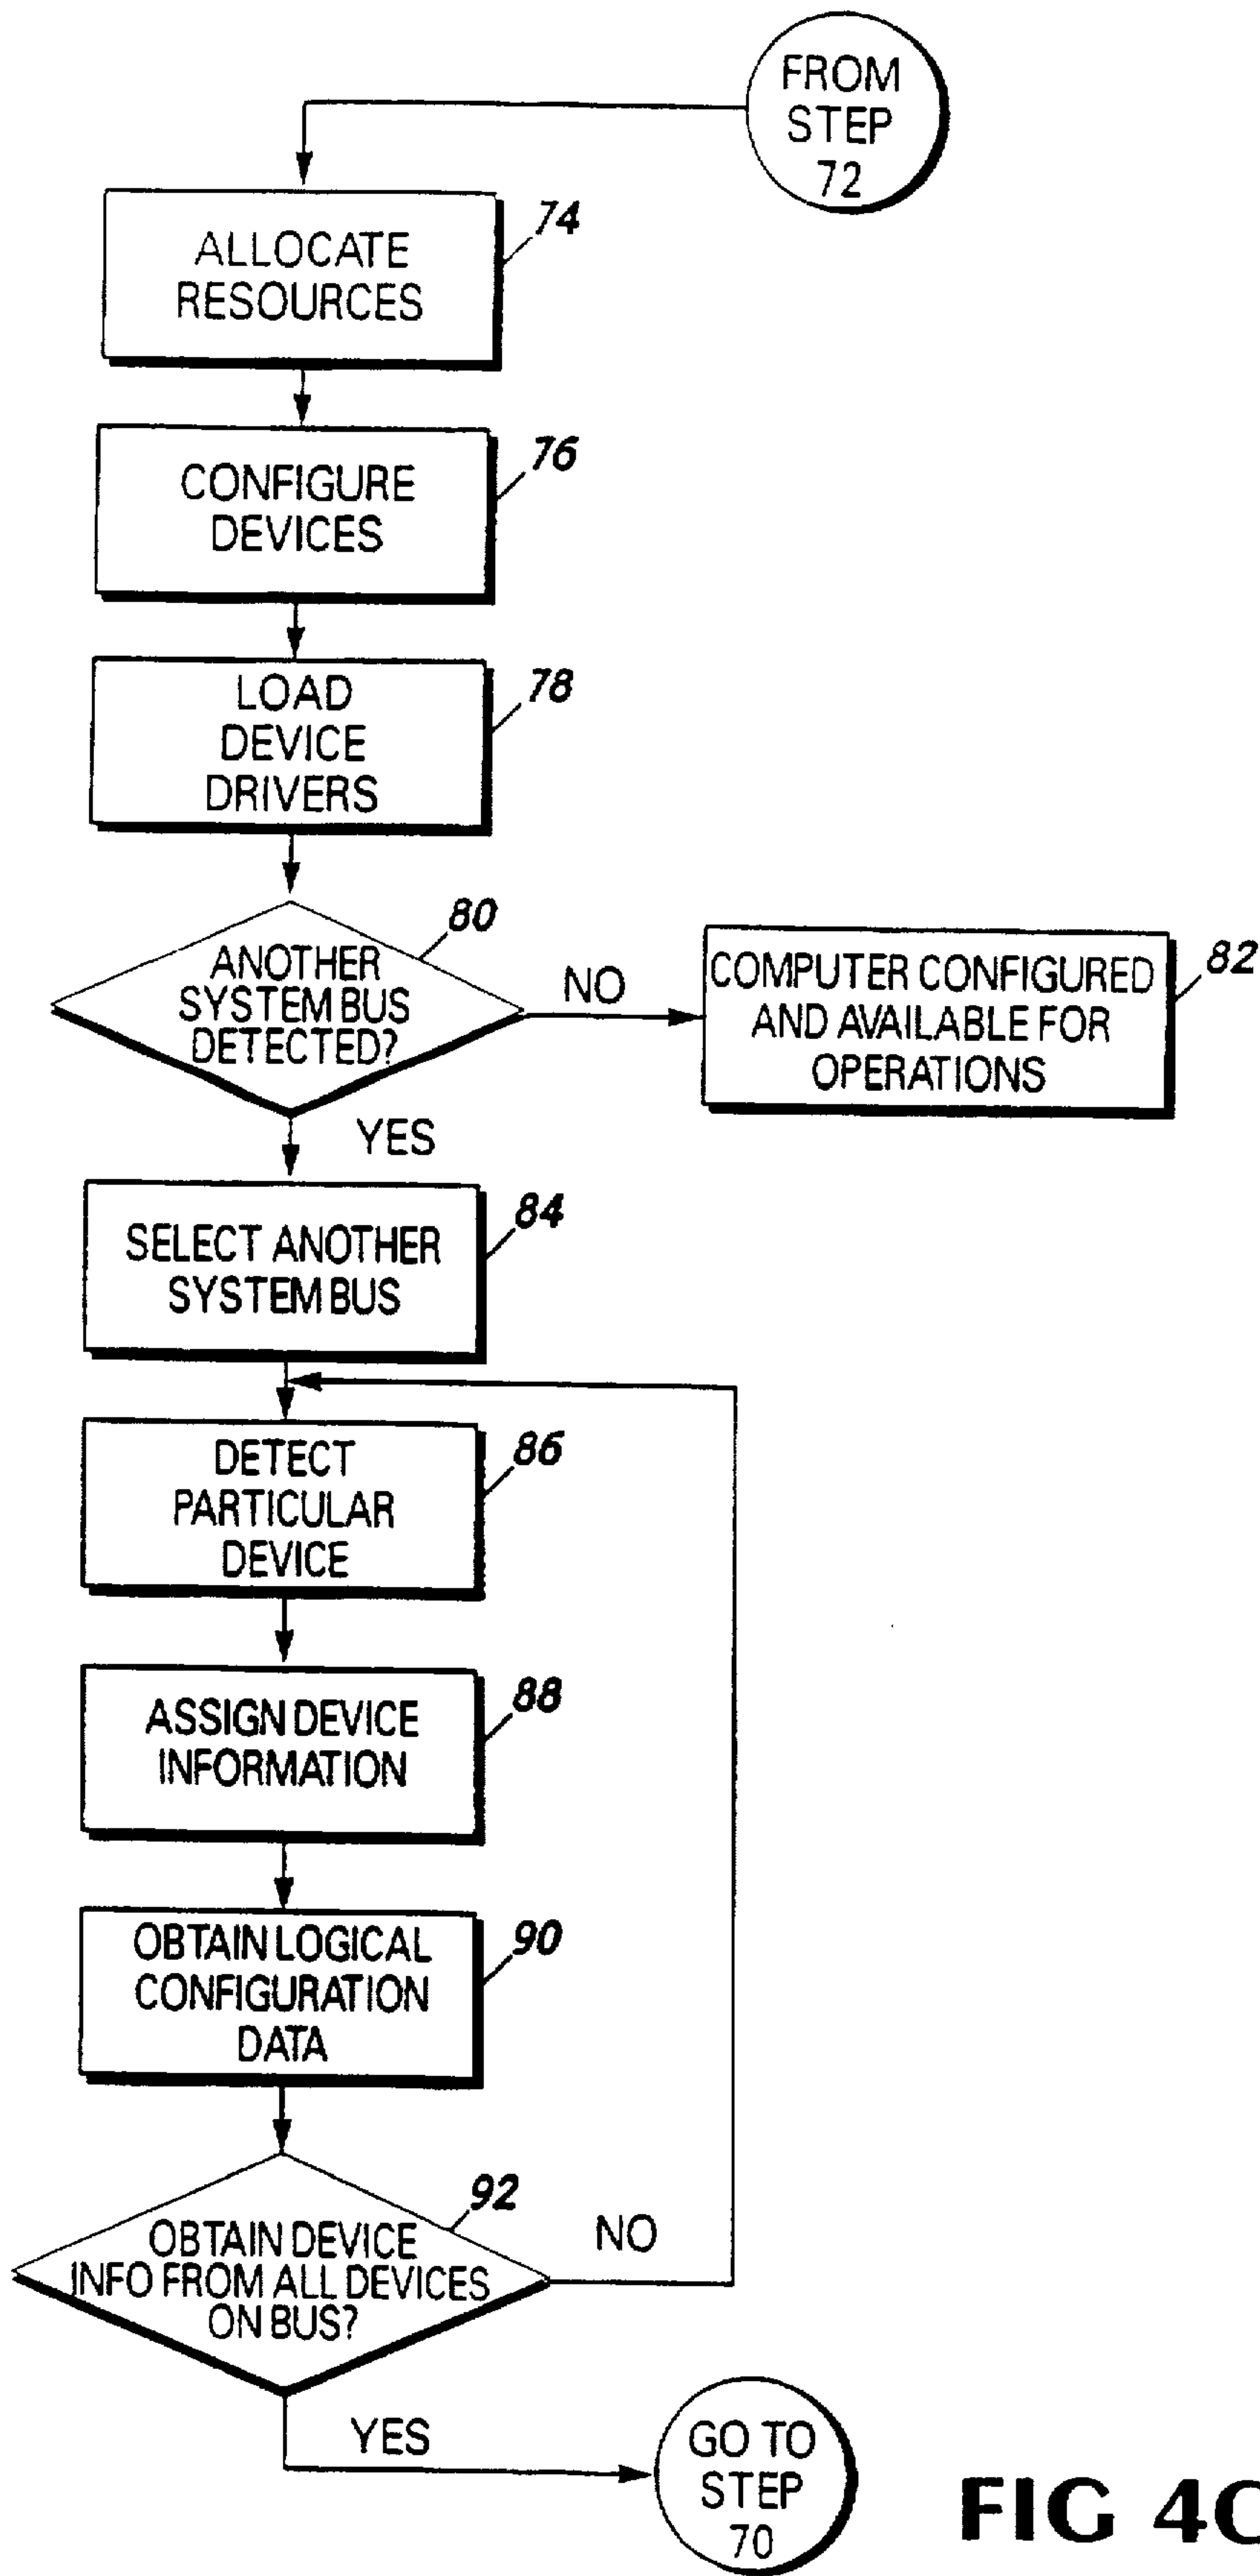 FROM
STEP
72
ALLOCATE
RESOURCES
74
CONFIGURE
DEVICES
76
LOAD
DEVICE
DRIVERS
78
ANOTHER
SYSTEM BUS
DETECTED?
80
NO
COMPUTER CONFIGURED
AND AVAILABLE FOR
OPERATIONS
82
YES
SELECT ANOTHER
SYSTEM BUS
84
DETECT
PARTICULAR
DEVICE
86
ASSIGN DEVICE
INFORMATION
88
OBTAIN LOGICAL
CONFIGURATION
DATA
90
OBTAIN DEVICE
INFO FROM ALL DEVICES
ON BUS?
92
NO
YES
GO TO
STEP
70
FIG 4C